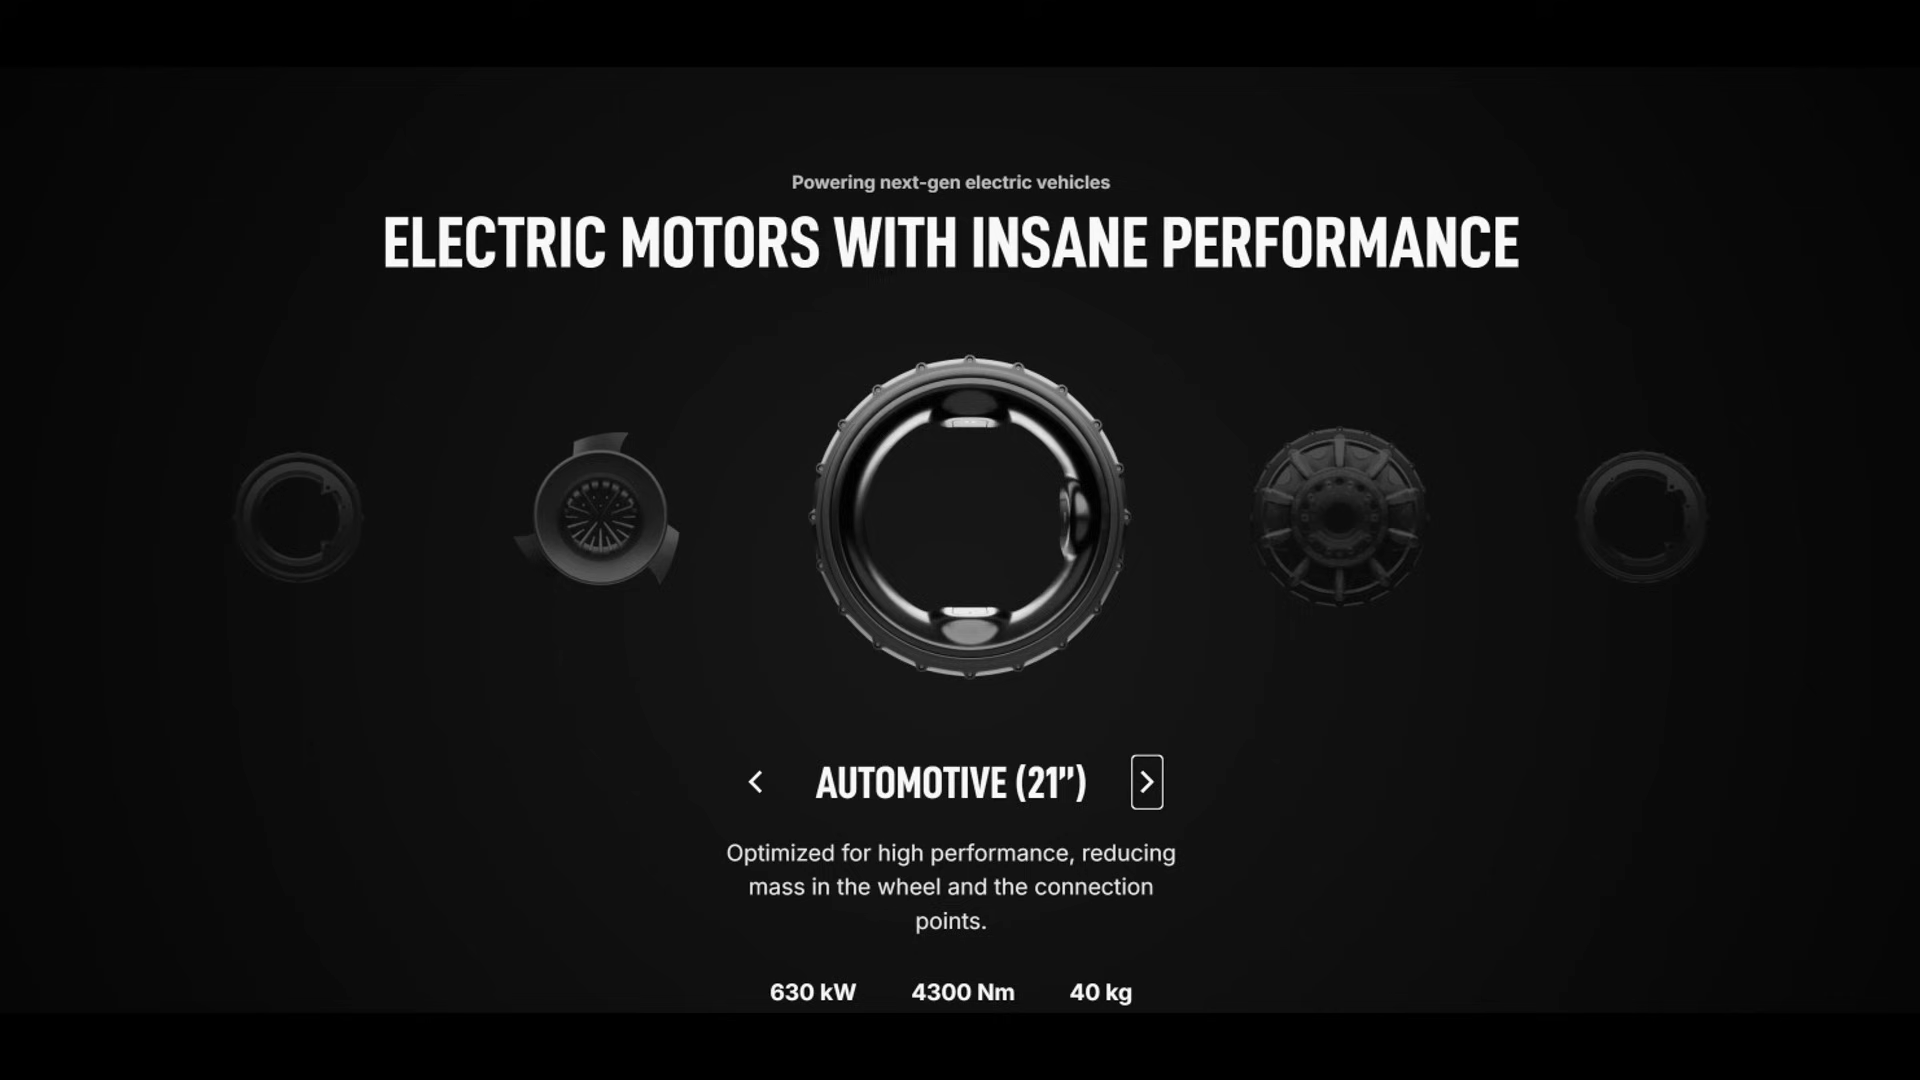 Powering next-gen electric vehicles
ELECTRIC MOTORS WITH INSANE PERFORMANCE
AUTOMOTIVE (21”)
Optimized for high performance, reducing
mass in the wheel and the connection
points.
630 kW 4300 Nm 40 kg